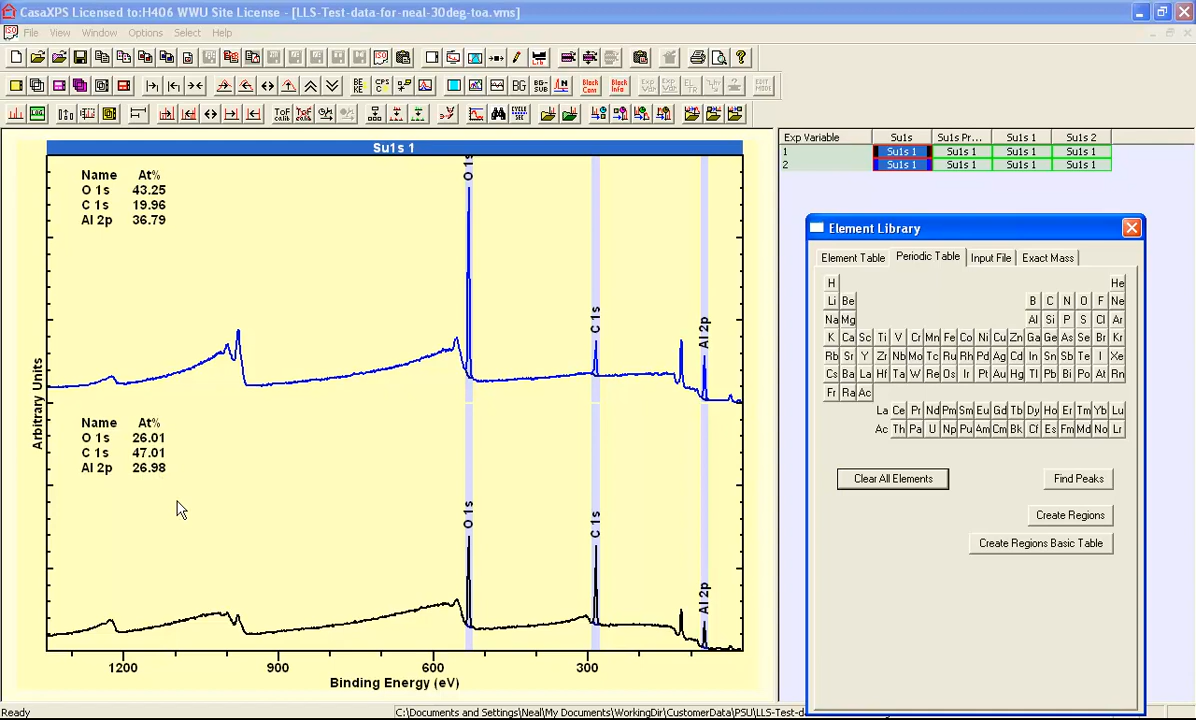 CasaXPS Licensed to:H406 WWU Site License - [LLS-Test-data-for-neal-30deg-toa.vms]
File View Window Options Select Help
Su1s 1
Name At%
O 1s 43.25
C 1s 19.96
Al 2p 36.79
O 1s
C 1s
Al 2p
Name At%
O 1s 26.01
C 1s 47.01
Al 2p 26.98
O 1s
C 1s
Al 2p
Arbitrary Units
1200 900 600 300
Binding Energy (eV)
Exp Variable Su1s Su1s Pr... Su1s 1 Su1s 2
1 Su1s 1 Su1s 1 Su1s 1 Su1s 1
2 Su1s 1 Su1s 1 Su1s 1 Su1s 1
Element Library
Element Table Periodic Table Input File Exact Mass
H He
Li Be B C N O F Ne
Na Mg Al Si P S Cl Ar
K Ca Sc Ti V Cr Mn Fe Co Ni Cu Zn Ga Ge As Se Br Kr
Rb Sr Y Zr Nb Mo Tc Ru Rh Pd Ag Cd In Sn Sb Te I Xe
Cs Ba La Hf Ta W Re Os Ir Pt Au Hg Tl Pb Bi Po At Rn
Fr Ra Ac
La Ce Pr Nd Pm Sm Eu Gd Tb Dy Ho Er Tm Yb Lu
Ac Th Pa U Np Pu Am Cm Bk Cf Es Fm Md No Lr
Clear All Elements Find Peaks
Create Regions
Create Regions Basic Table
Ready C:\Documents and Settings\Neal\My Documents\WorkingDir\CustomerData\PSU\LLS-Test-da